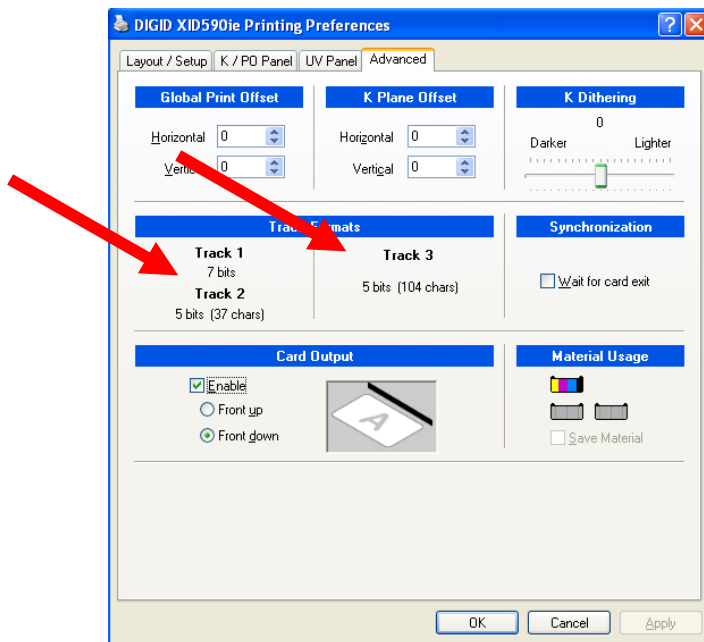 DIGID XID590ie Printing Preferences
Layout / Setup K / PO Panel UV Panel Advanced
Global Print Offset K Plane Offset K Dithering
0
Horizontal 0 Horizontal 0 Darker Lighter
Vertical 0 Vertical 0
Track Formats Synchronization
Track 1 Track 3
7 bits
5 bits (104 chars) Wait for card exit
Track 2
5 bits (37 chars)
Card Output Material Usage
Enable
Front up
Front down
A
Save Material
OK Cancel Apply